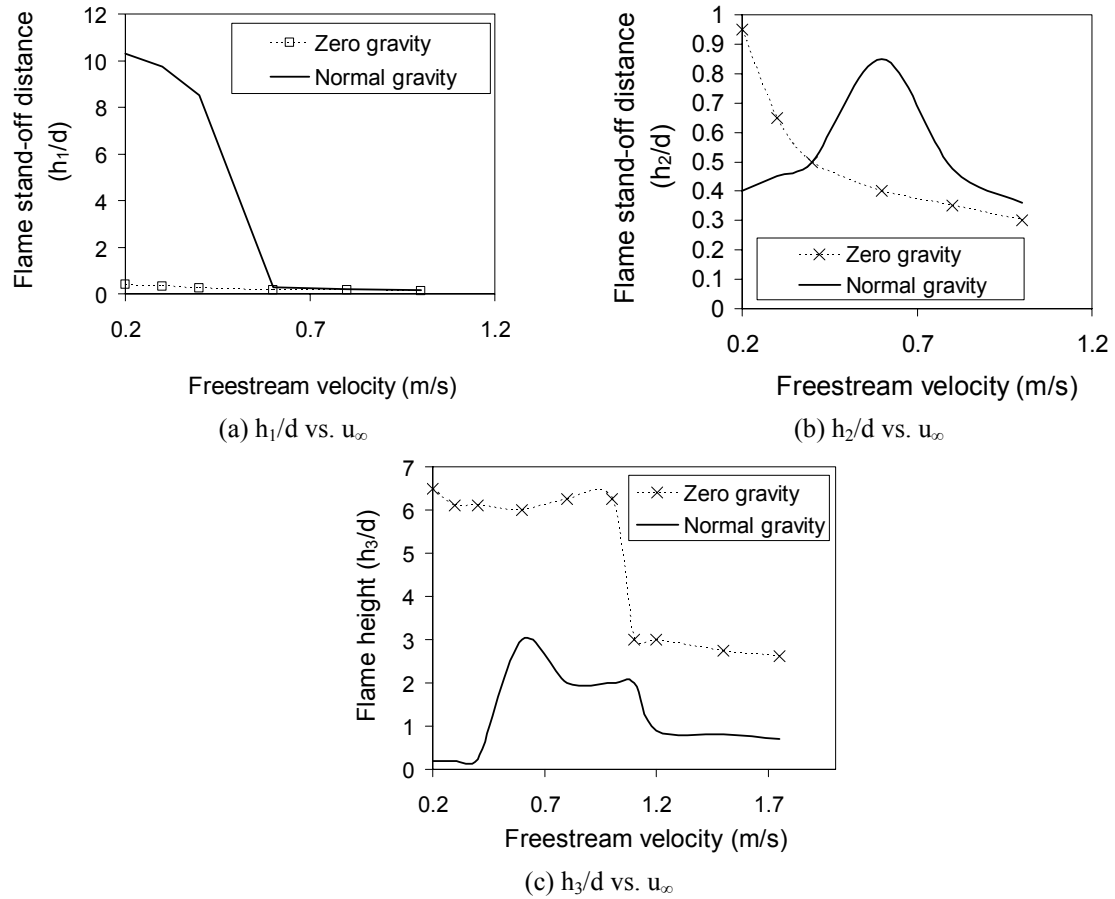 12
10
8
6
4
2
0
0.2
0.7
1.2
Flame stand-off distance
(h₁/d)
Zero gravity
Normal gravity
Freestream velocity (m/s)
(a) h₁/d vs. u∞
1
0.9
0.8
0.7
0.6
0.5
0.4
0.3
0.2
0.1
0
0.2
0.7
1.2
Flame stand-off distance
(h₂/d)
Zero gravity
Normal gravity
Freestream velocity (m/s)
(b) h₂/d vs. u∞
7
6
5
4
3
2
1
0
0.2
0.7
1.2
1.7
Flame height (h₃/d)
Zero gravity
Normal gravity
Freestream velocity (m/s)
(c) h₃/d vs. u∞